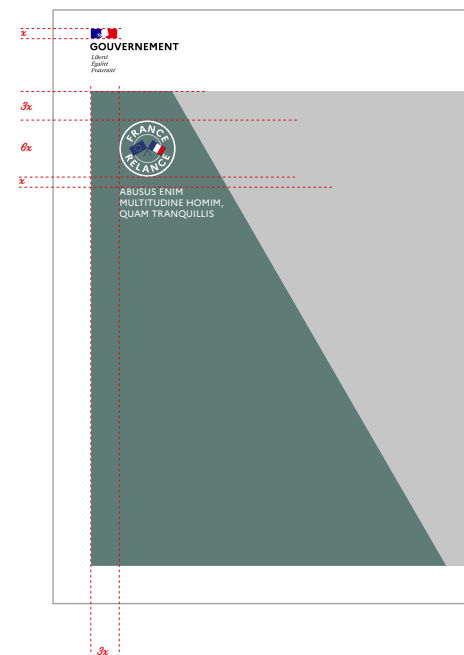 x
GOUVERNEMENT
Liberté
Égalité
Fraternité
3x
FRANCE
RELANCE
6x
x
ABUSUS ENIM
MULTITUDINE HOMIM,
QUAM TRANQUILLIS
3x